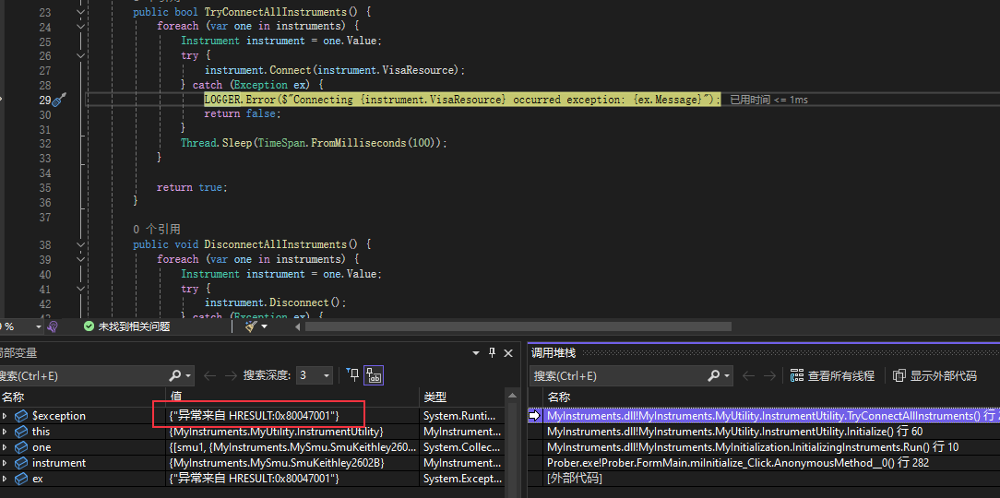 23 public bool TryConnectAllInstruments() {
24 foreach (var one in instruments) {
25 Instrument instrument = one.Value;
26 try {
27 instrument.Connect(instrument.VisaResource);
28 } catch (Exception ex) {
29 LOGGER.Error($"Connecting {instrument.VisaResource} occurred exception: {ex.Message}"); 已用时间 <= 1ms
30 return false;
31 }
32 Thread.Sleep(TimeSpan.FromMilliseconds(100));
33 }
34
35 return true;
36 }
37
0 个引用
38 public void DisconnectAllInstruments() {
39 foreach (var one in instruments) {
40 Instrument instrument = one.Value;
41 try {
42 instrument.Disconnect();
} catch (Exception ex) {
% 未找到相关问题
部变量
搜索(Ctrl+E) 搜索深度: 3
名称 值 类型
$exception {"异常来自 HRESULT:0x80047001"} System.Runti...
this {MyInstruments.MyUtility.InstrumentUtility} MyInstrument...
one {[smu1, {MyInstruments.MySmu.SmuKeithley260... System.Collec...
instrument {MyInstruments.MySmu.SmuKeithley2602B} MyInstrument...
ex {"异常来自 HRESULT:0x80047001"} System.Except...
调用堆栈
搜索(Ctrl+E) 查看所有线程 显示外部代码
名称
MyInstruments.dll!MyInstruments.MyUtility.InstrumentUtility.TryConnectAllInstruments() 行
MyInstruments.dll!MyInstruments.MyUtility.InstrumentUtility.Initialize() 行 60
MyInstruments.dll!MyInstruments.MyInitialization.InitializingInstruments.Run() 行 10
Prober.exe!Prober.FormMain.miInitialize_Click.AnonymousMethod__0() 行 282
[外部代码]